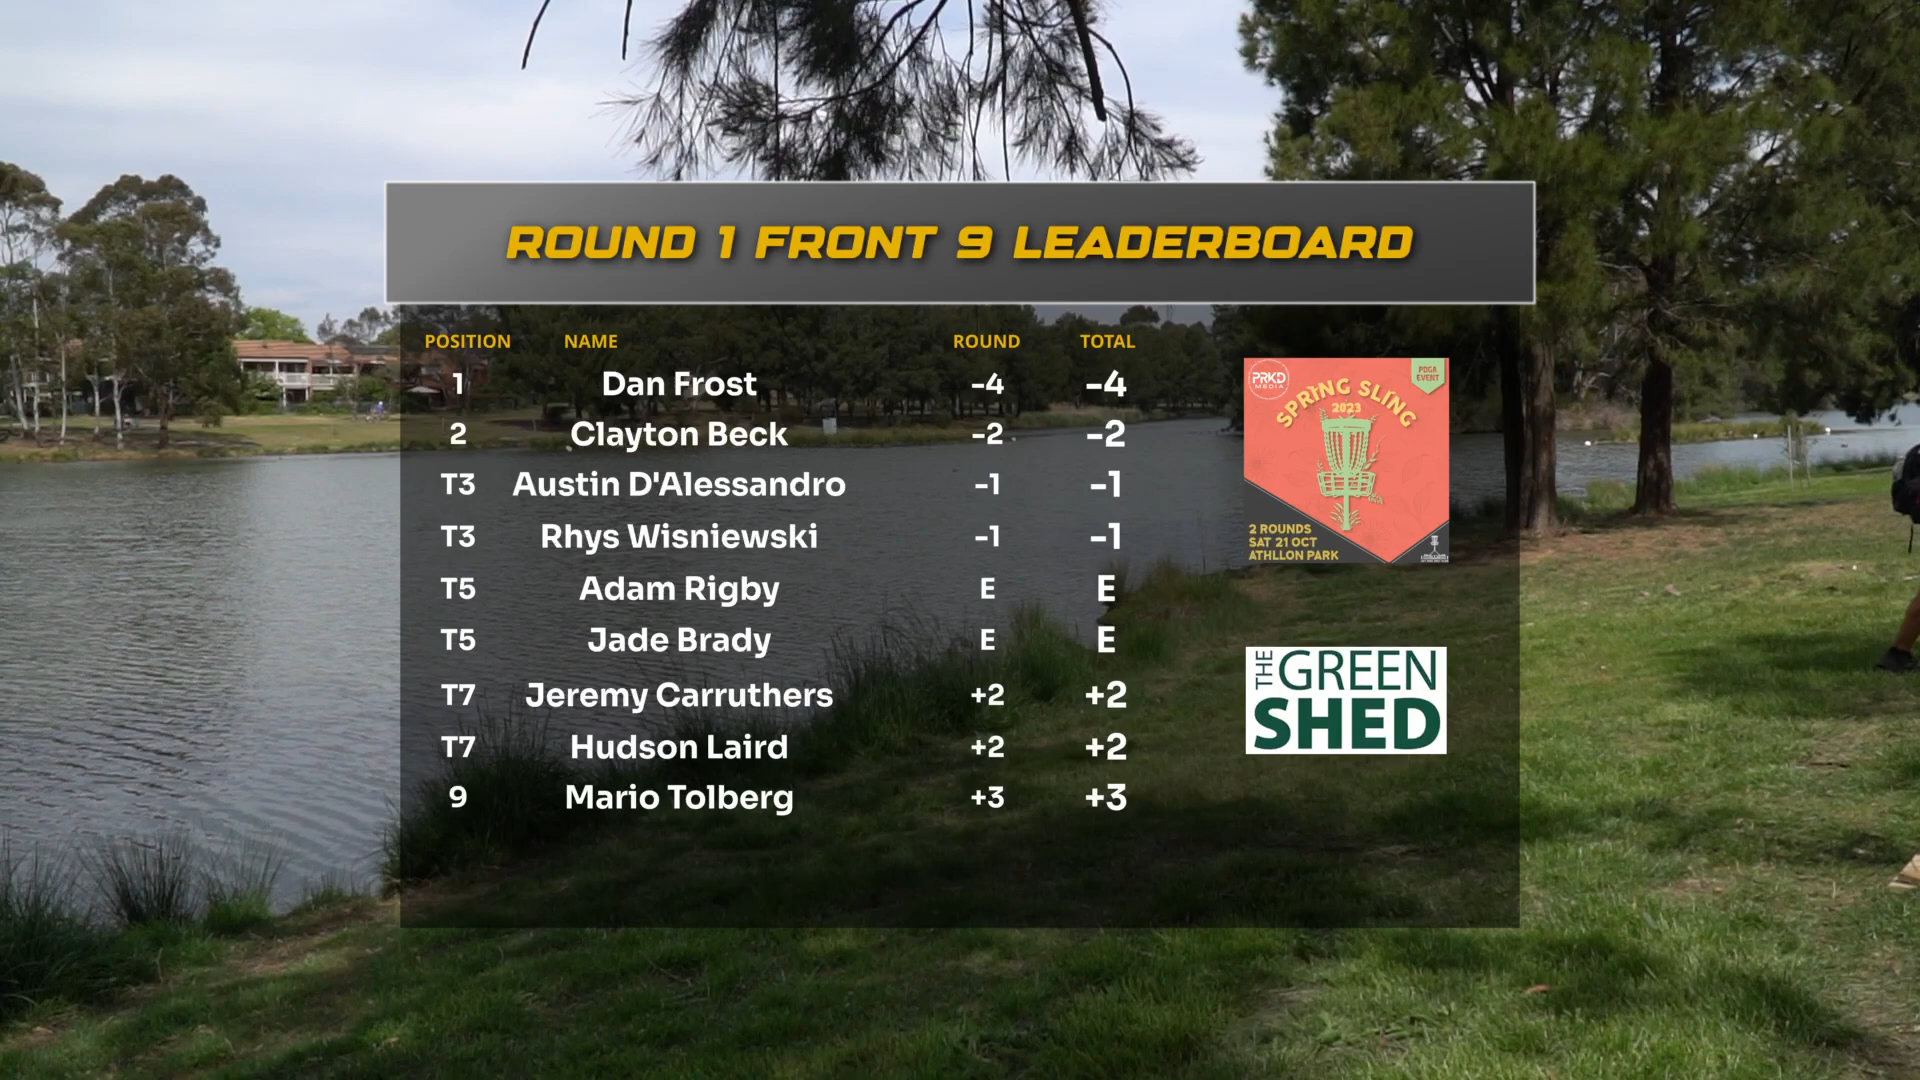 ROUND 1 FRONT 9 LEADERBOARD
POSITION NAME ROUND TOTAL
1 Dan Frost -4 -4
2 Clayton Beck -2 -2
T3 Austin D'Alessandro -1 -1
T3 Rhys Wisniewski -1 -1
T5 Adam Rigby E E
T5 Jade Brady E E
T7 Jeremy Carruthers +2 +2
T7 Hudson Laird +2 +2
9 Mario Tolberg +3 +3
PRKD
MEDIA
PDGA
EVENT
SPRING SLING
2023
2 ROUNDS
SAT 21 OCT
ATHLLON PARK
THE GREEN
SHED